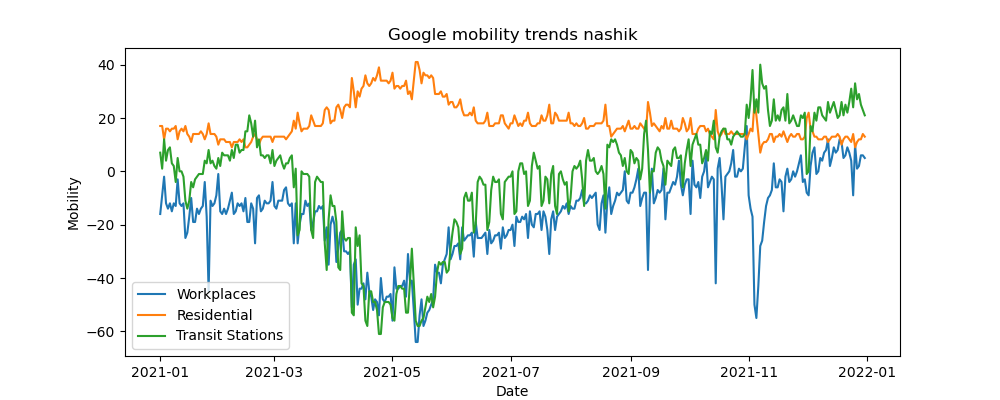 Google mobility trends nashik
Mobility
40
20
0
−20
−40
−60
Workplaces
Residential
Transit Stations
2021-01 2021-03 2021-05 2021-07 2021-09 2021-11 2022-01
Date